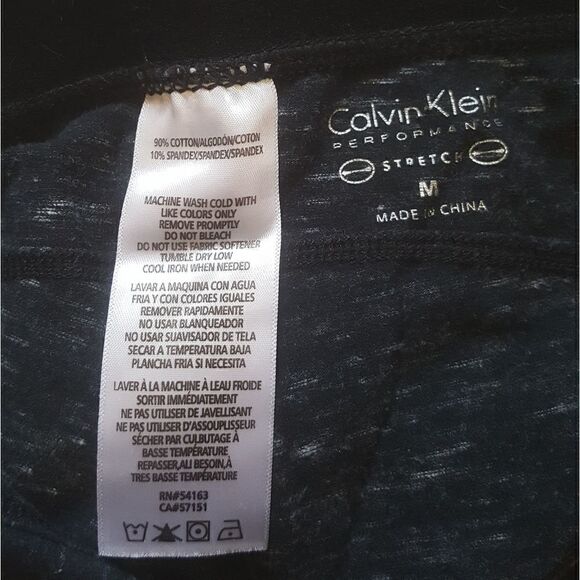 90% COTTON/ALGODÓN/COTON
10% SPANDEX/SPANDEX/SPANDEX
MACHINE WASH COLD WITH
LIKE COLORS ONLY
REMOVE PROMPTLY
DO NOT BLEACH
DO NOT USE FABRIC SOFTENER
TUMBLE DRY LOW
COOL IRON WHEN NEEDED
LAVAR A MAQUINA CON AGUA
FRIA Y CON COLORES IGUALES
REMOVER RAPIDAMENTE
NO USAR BLANQUEADOR
NO USAR SUAVISADOR DE TELA
SECAR A TEMPERATURA BAJA
PLANCHA FRIA SI NECESITA
LAVER À LA MACHINE À LEAU FROIDE
SORTIR IMMÉDIATEMENT
NE PAS UTILISER DE JAVELLISANT
NE PAS UTILISER D'ASSOUPLISSEUR
SÉCHER PAR CULBUTAGE À
BASSE TEMPÉRATURE
REPASSER,AU BESOIN,À
TRES BASSE TEMPÉRATURE
RN#54163
CA#57151
Calvin Klein
PERFORMANCE
STRETCH
M
MADE IN CHINA